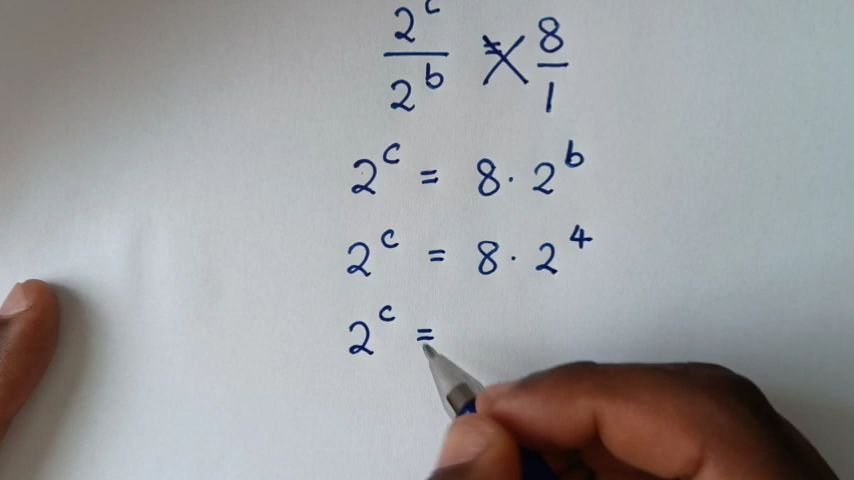 2^c/2^b = 8/1
2^c = 8 · 2^b
2^c = 8 · 2^4
2^c =